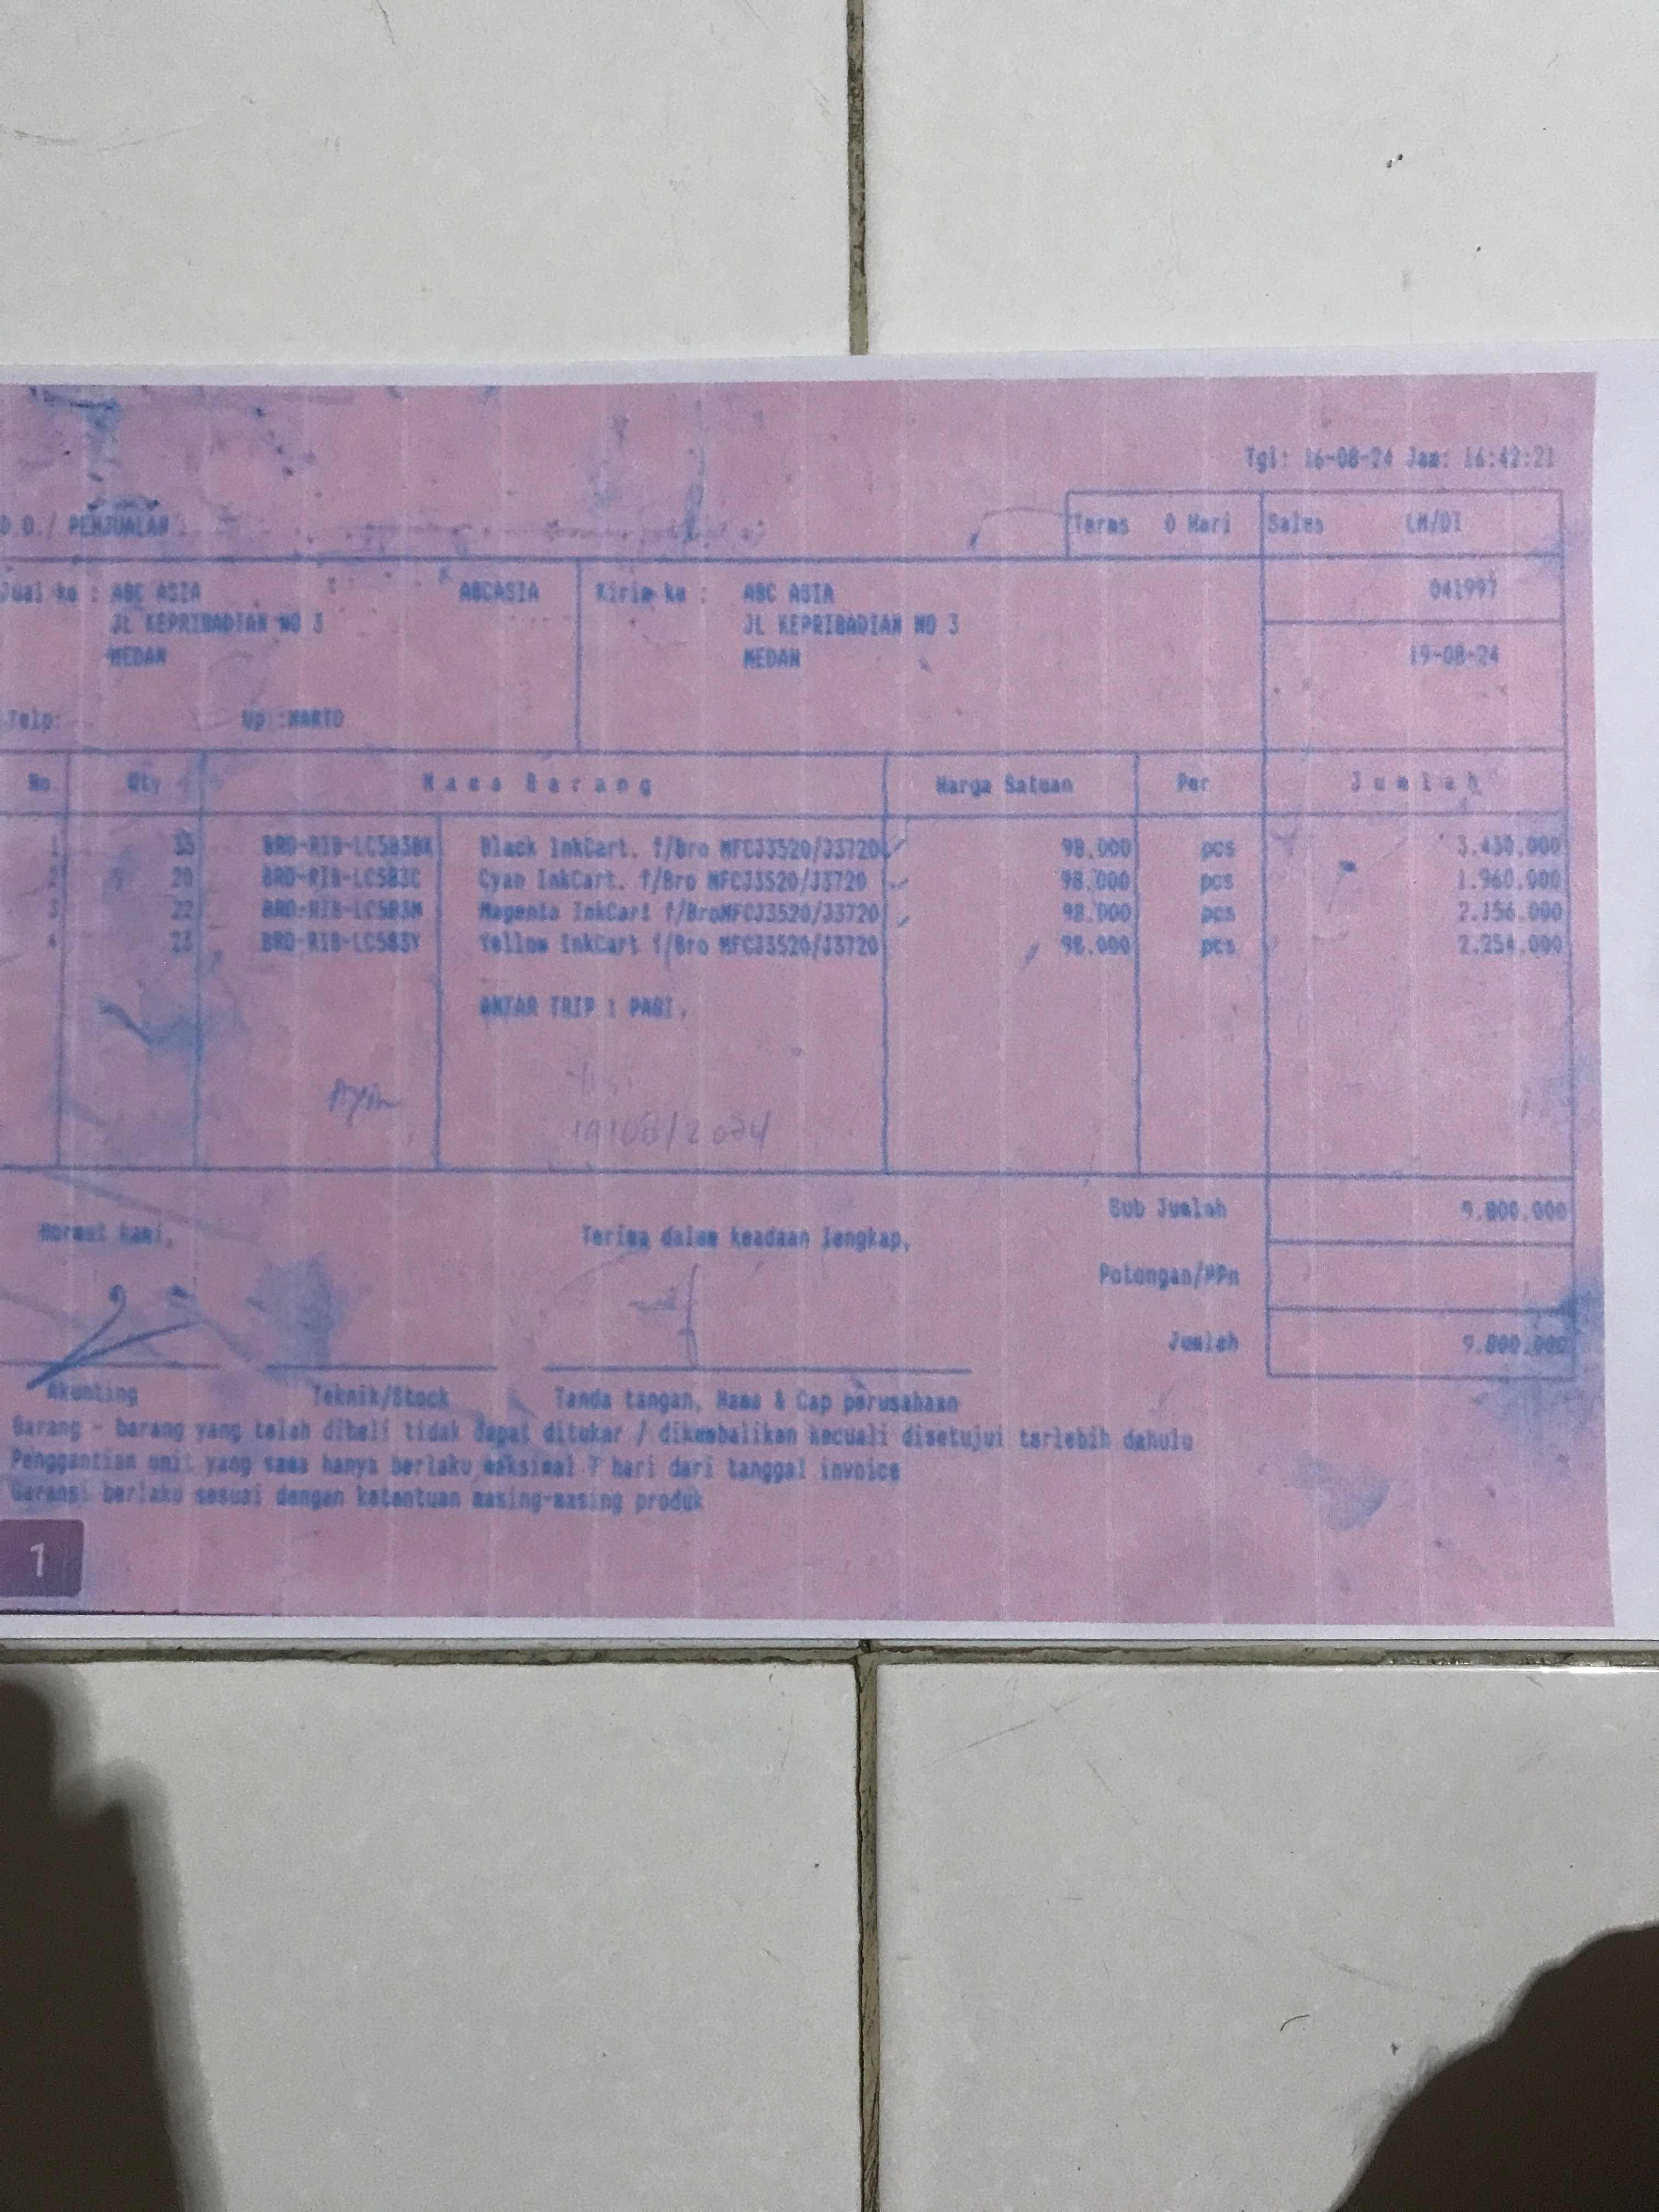 Tgl: 16-08-24 Jam: 16:42:21
D.O./ PENJUALAN
Terms 0 Hari Sales LM/DI
Jual ke : ABC ASIA ABCASIA Kirim ke : ABC ASIA 041997
JL KEPRIBADIAN NO 3 JL KEPRIBADIAN NO 3
MEDAN MEDAN 19-08-24
Telp: Up :HARTO
No. Qty Nama Barang Harga Satuan Per Jumlah
1 35 BRO-RIB-LC583BK Black InkCart. f/Bro MFCJ3520/J3720 98.000 pcs 3.430.000
2 20 BRO-RIB-LC583C Cyan InkCart. f/Bro MFCJ3520/J3720 98.000 pcs 1.960.000
3 22 BRO-RIB-LC583M Magenta InkCart f/BroMFCJ3520/J3720 98.000 pcs 2.156.000
4 23 BRO-RIB-LC583Y Yellow InkCart f/Bro MFCJ3520/J3720 98.000 pcs 2.254.000
ANTAR TRIP 1 PAGI.
19/08/2024
Sub Jumlah 9.800.000
Hormat kami, Terima dalam keadaan lengkap,
Potongan/PPn
Jumlah 9.800.000
Akunting Teknik/Stock Tanda tangan, Nama & Cap perusahaan
Barang - barang yang telah dibeli tidak dapat ditukar / dikembalikan kecuali disetujui terlebih dahulu
Penggantian unit yang sama hanya berlaku maksimal 7 hari dari tanggal invoice
Garansi berlaku sesuai dengan ketentuan masing-masing produk
1